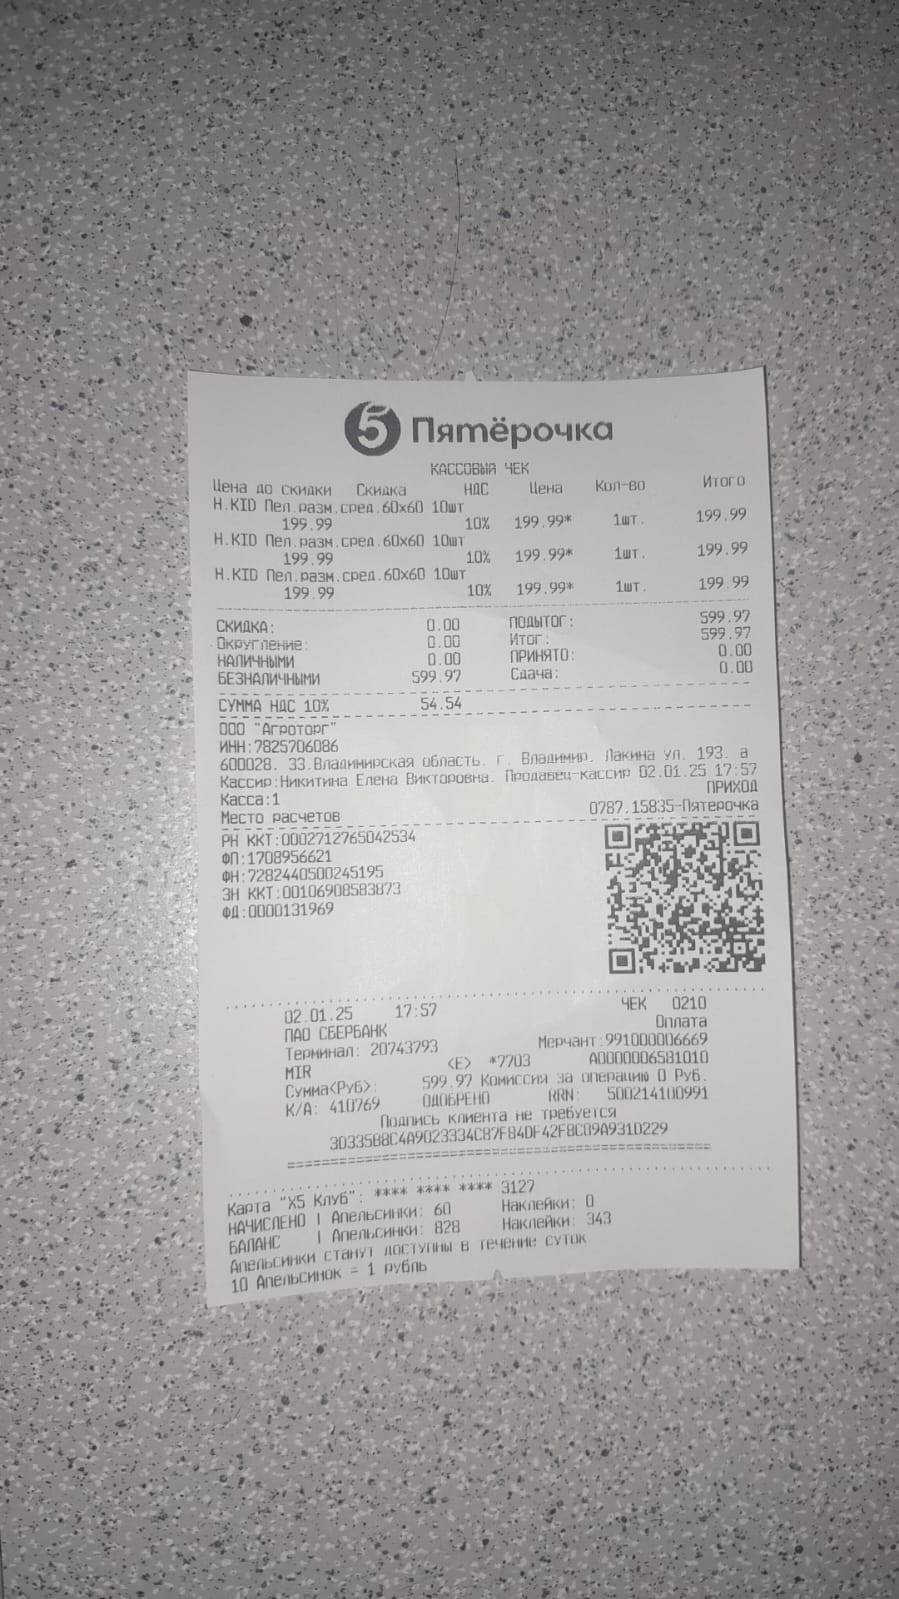 5 Пятёрочка
КАССОВЫЙ ЧЕК
Цена до скидки Скидка НДС Цена Кол-во Итого
H.KID Пел.разм.сред.60х60 10шт
199.99 10% 199.99* 1шт. 199.99
H.KID Пел.разм.сред.60х60 10шт
199.99 10% 199.99* 1шт. 199.99
H.KID Пел.разм.сред.60х60 10шт
199.99 10% 199.99* 1шт. 199.99
СКИДКА: 0.00 ПОДЫТОГ: 599.97
Округление: 0.00 Итог: 599.97
НАЛИЧНЫМИ 0.00 ПРИНЯТО: 0.00
БЕЗНАЛИЧНЫМИ 599.97 Сдача: 0.00
СУММА НДС 10% 54.54
ООО "Агроторг"
ИНН:7825706086
600028. 33.Владимирская область. г. Владимир. Лакина ул. 193. а
Кассир:Никитина Елена Викторовна. Продавец-кассир 02.01.25 17:57
Касса:1 ПРИХОД
Место расчетов 0787.15835-Пятерочка
РН ККТ:0002712765042534
ФП:1708956621
ФН:7282440500245195
ЗН ККТ:00106908583873
ФД:0000131969
02.01.25 17:57 ЧЕК 0210
ПАО СБЕРБАНК Оплата
Терминал: 20743793 Мерчант:991000006669
MIR <E> *7703 A0000006581010
Сумма<Руб>: 599.97 Комиссия за операцию 0 Руб.
К/А: 410769 ОДОБРЕНО RRN: 500214100991
Подпись клиента не требуется
3D335B8C4A9023334C87F84DF42F8C89A931D229
Карта "Х5 Клуб": **** **** **** 3127
НАЧИСЛЕНО | Апельсинки: 60 Наклейки: 0
БАЛАНС | Апельсинки: 828 Наклейки: 343
Апельсинки станут доступны в течение суток
10 Апельсинок = 1 рубль